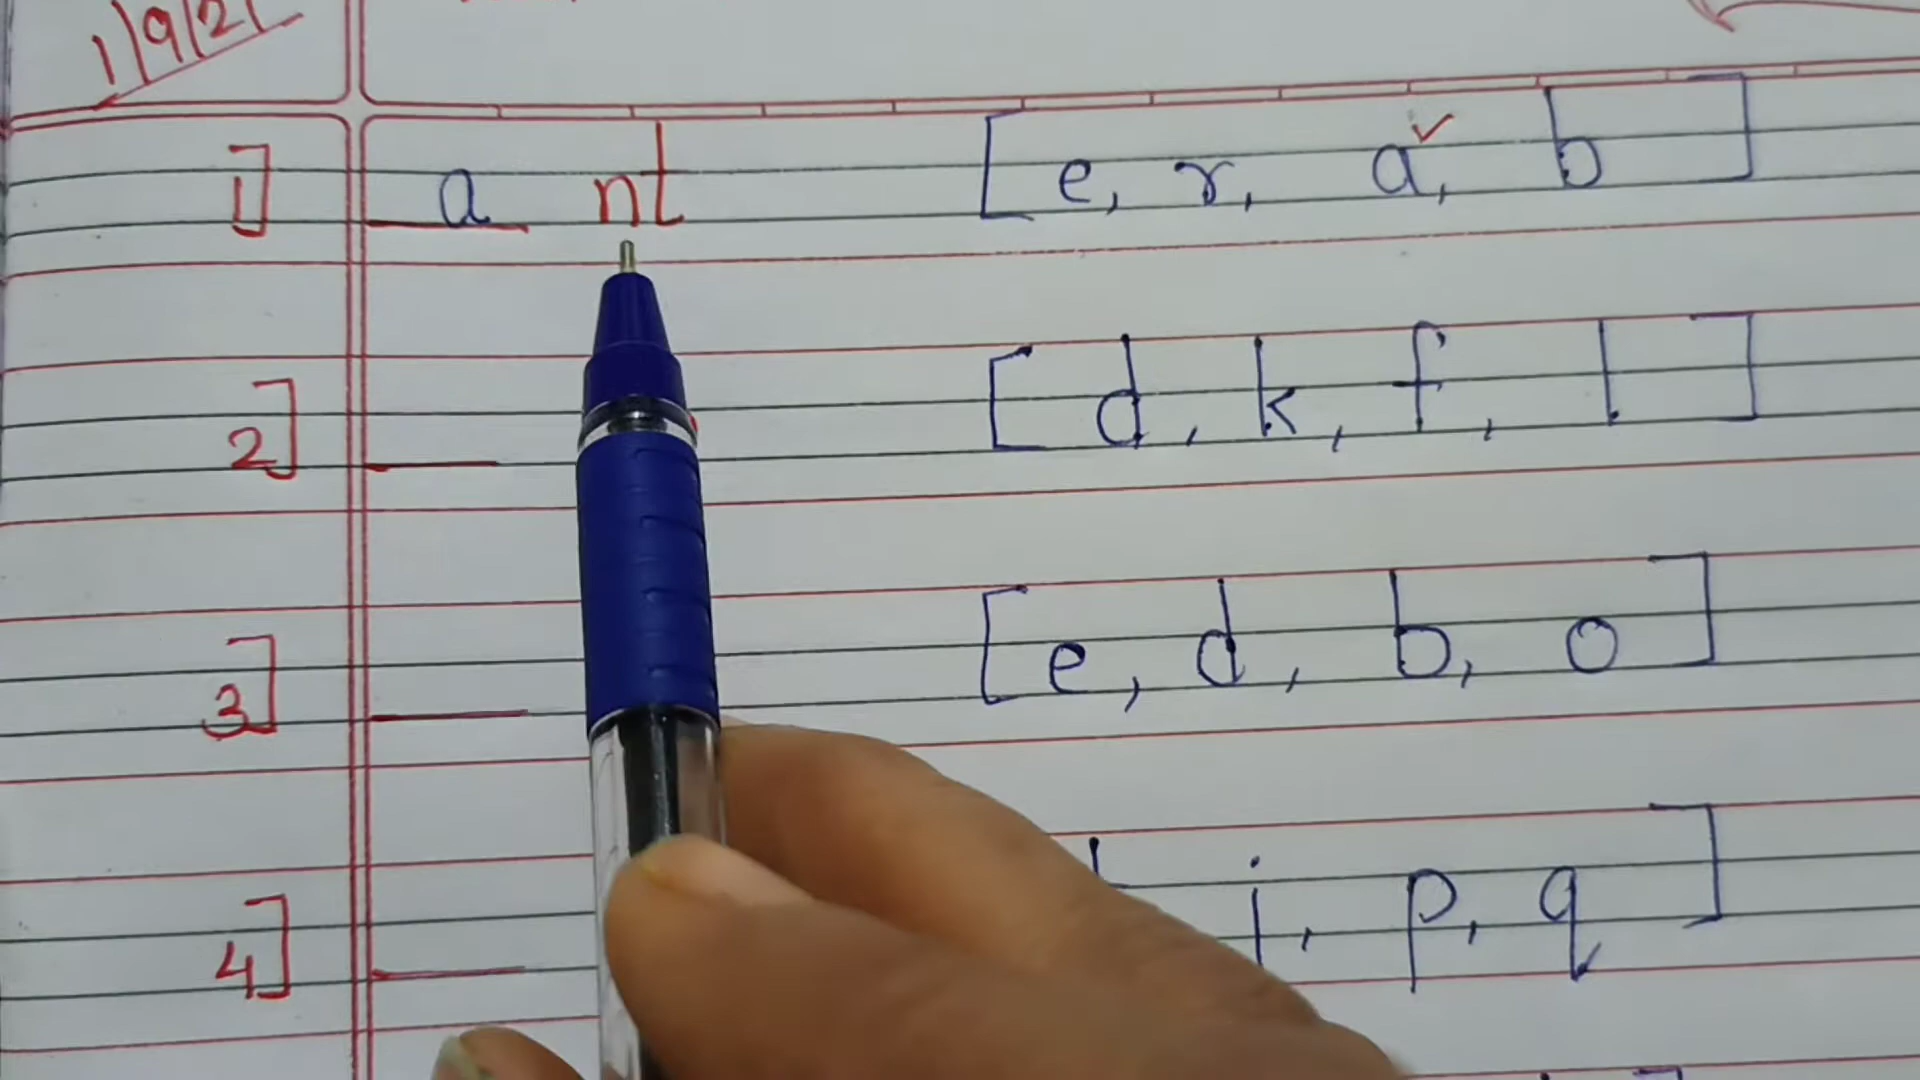 1/9/21
1] a nt [e, r, a, b]
2] [d, k, f, l]
3] [e, d, b, o]
4] j, p, q]